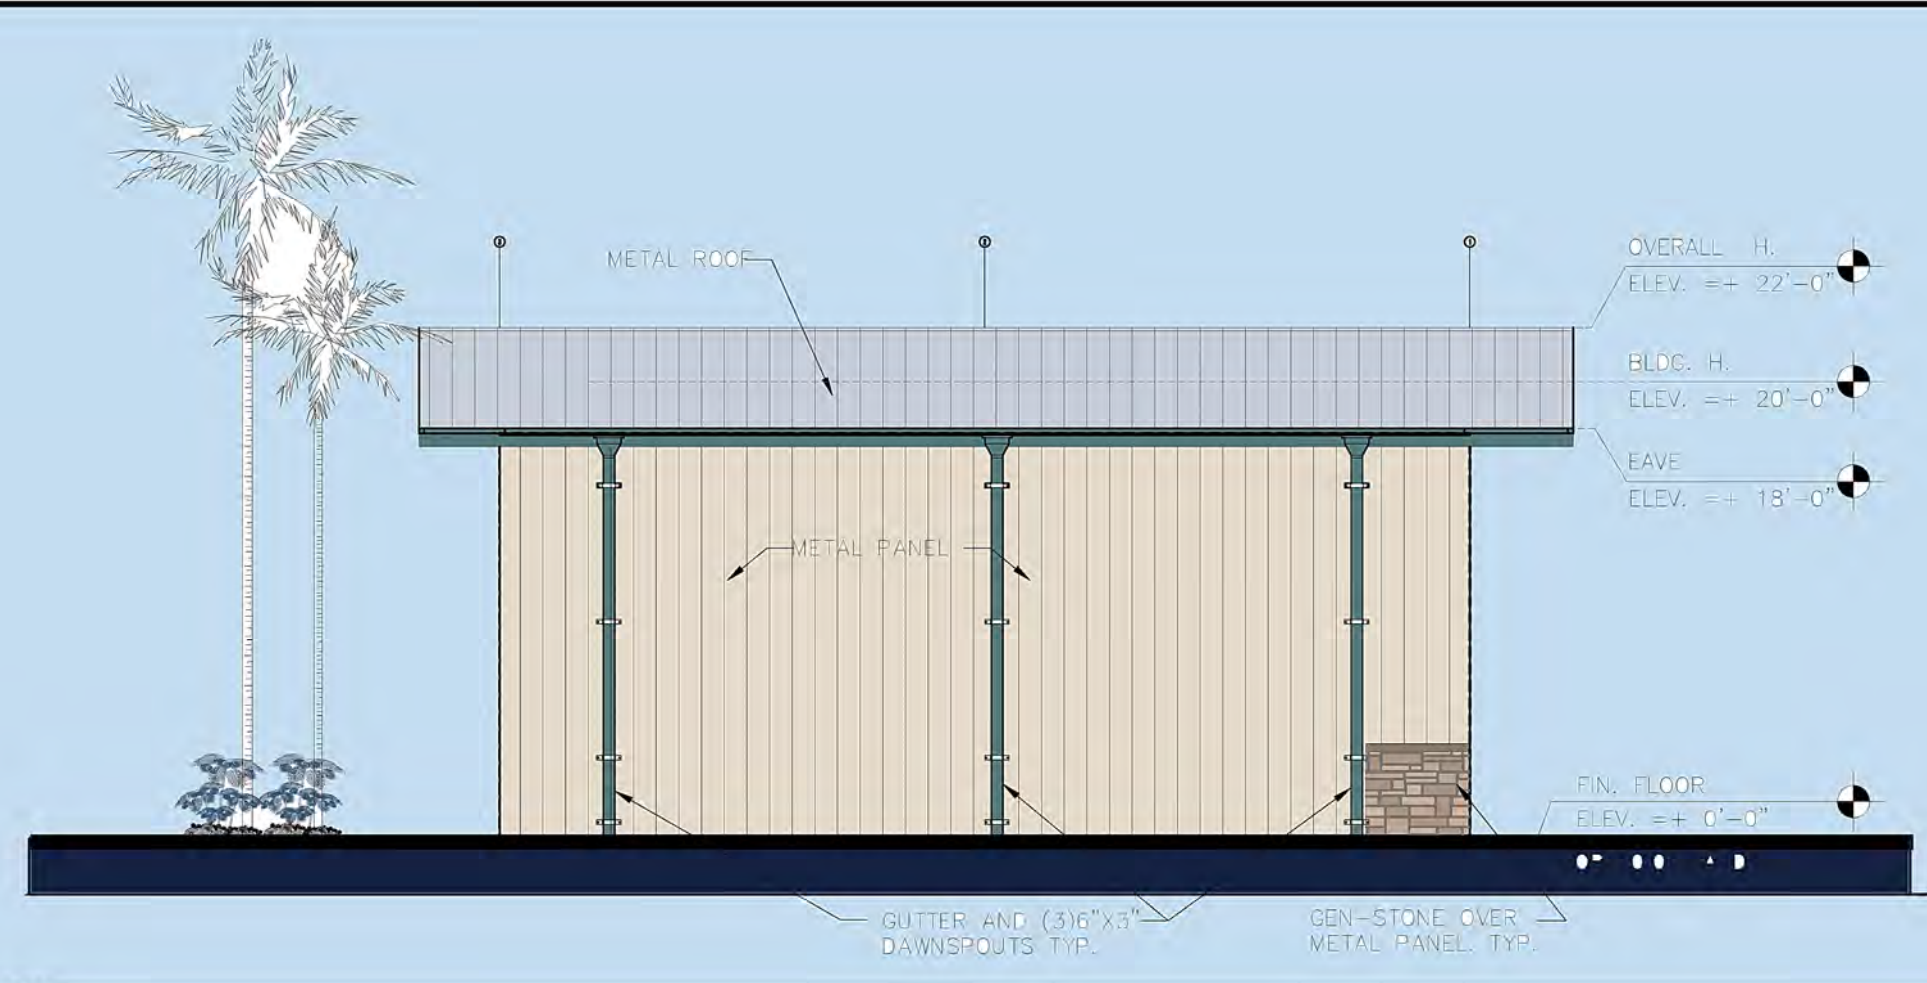 METAL ROOF
OVERALL H.
ELEV. =+ 22'-0"
BLDG. H.
ELEV. =+ 20'-0"
EAVE
ELEV. =+ 18'-0"
METAL PANEL
FIN. FLOOR
ELEV. =+ 0'-0"
GUTTER AND (3)6"X3"
DAWNSPOUTS TYP.
GEN-STONE OVER
METAL PANEL. TYP.